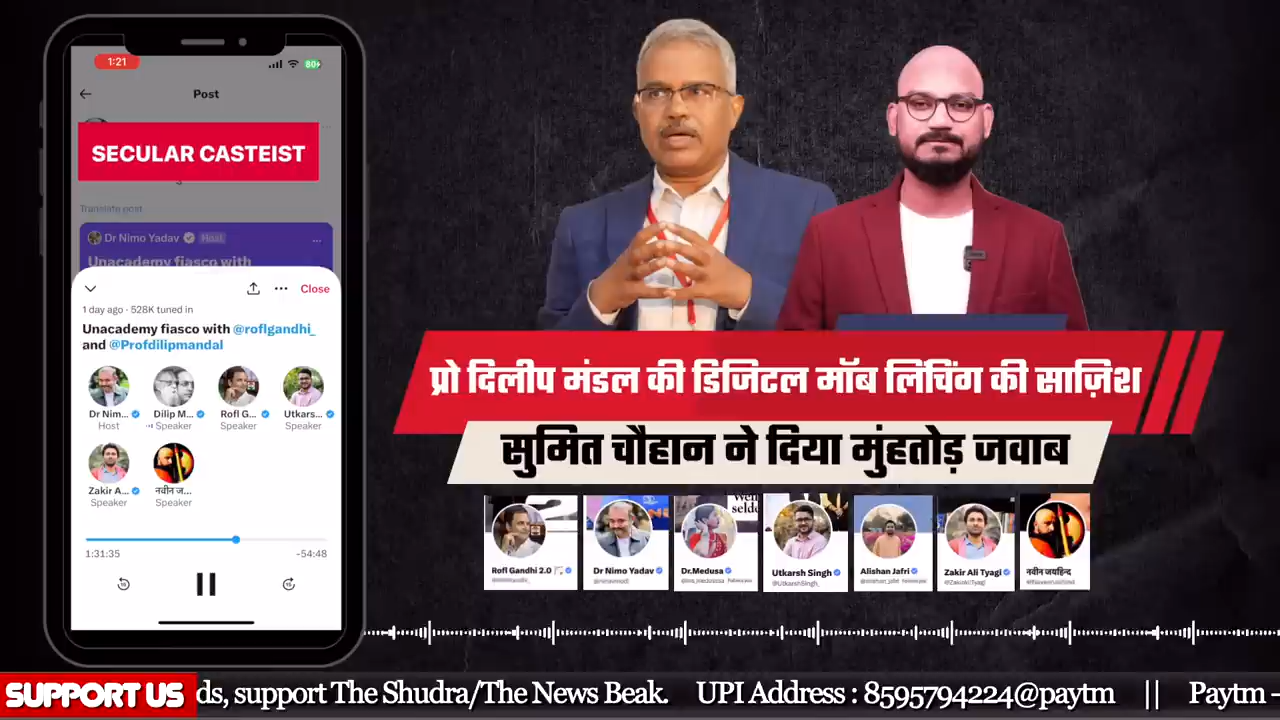 1:21
80
Post
SECULAR CASTEIST
Translate post
Dr Nimo Yadav Host
Unacademy fiasco with
Close
1 day ago · 528K tuned in
Unacademy fiasco with @roflgandhi_
and @Profdilipmandal
Dr Nim... Dilip M... Rofl G... Utkars...
Host Speaker Speaker Speaker
Zakir A... नवीन ज...
Speaker Speaker
1:31:35 -54:48
प्रो दिलीप मंडल की डिजिटल मॉब लिंचिंग की साज़िश
सुमित चौहान ने दिया मुंहतोड़ जवाब
Rofl Gandhi 2.0
Dr Nimo Yadav
Dr.Medusa
Utkarsh Singh
@UtkarshSingh_
Alishan Jafri
Zakir Ali Tyagi
@ZakirAliTyagi
नवीन जयहिन्द
SUPPORT US
ds, support The Shudra/The News Beak. UPI Address : 8595794224@paytm || Paytm -